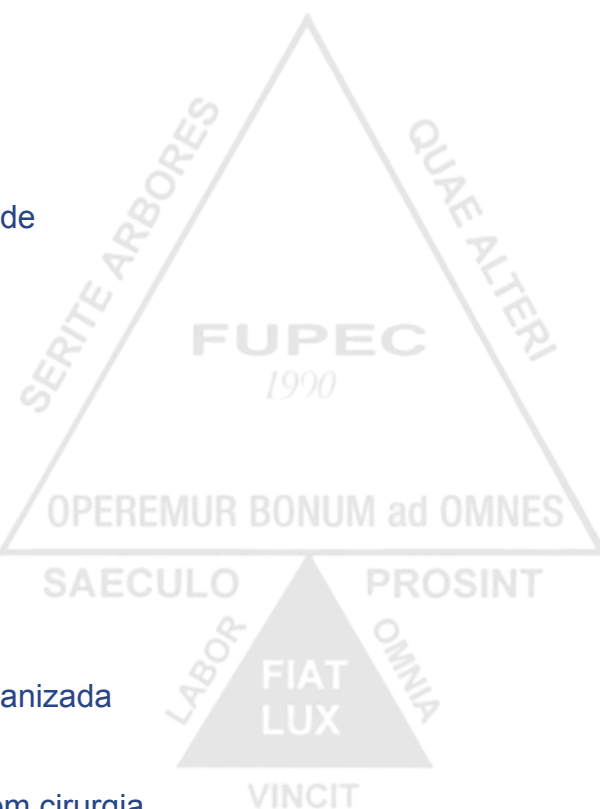 SERITE ARBORES
QUAE ALTERI
de
FUPEC
1990
OPEREMUR BONUM ad OMNES
SAECULO PROSINT
LABOR
OMNIA
FIAT
LUX
anizada
VINCIT
em cirurgia